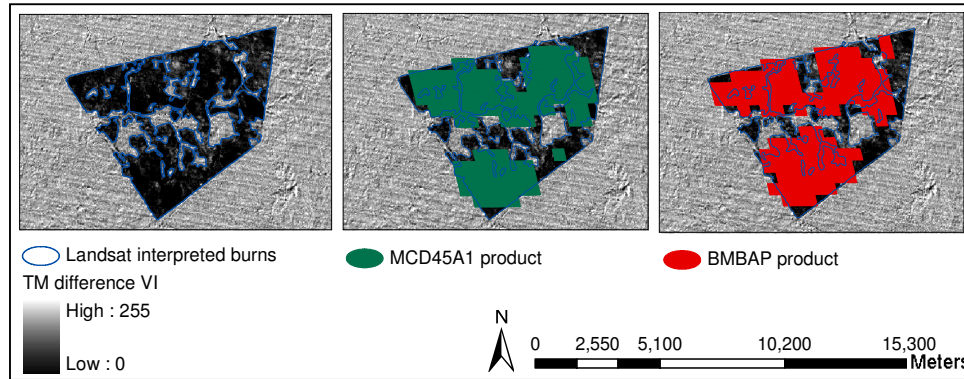 Landsat interpreted burns
MCD45A1 product
BMBAP product
TM difference VI
High : 255
Low : 0
N
0 2,550 5,100 10,200 15,300
Meters